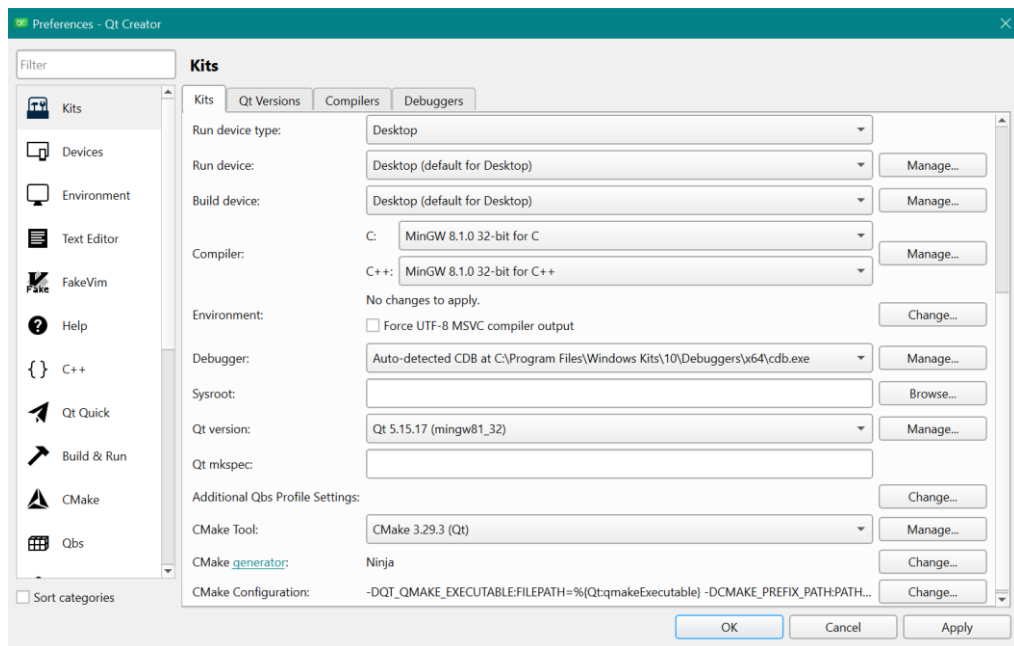 Preferences - Qt Creator
Filter
Kits
Devices
Environment
Text Editor
FakeVim
Help
C++
Qt Quick
Build & Run
CMake
Qbs
Sort categories
Kits
Kits Qt Versions Compilers Debuggers
Run device type: Desktop
Run device: Desktop (default for Desktop) Manage...
Build device: Desktop (default for Desktop) Manage...
Compiler: C: MinGW 8.1.0 32-bit for C Manage...
C++: MinGW 8.1.0 32-bit for C++
Environment: No changes to apply. Change...
Force UTF-8 MSVC compiler output
Debugger: Auto-detected CDB at C:\Program Files\Windows Kits\10\Debuggers\x64\cdb.exe Manage...
Sysroot: Browse...
Qt version: Qt 5.15.17 (mingw81_32) Manage...
Qt mkspec:
Additional Qbs Profile Settings: Change...
CMake Tool: CMake 3.29.3 (Qt) Manage...
CMake generator: Ninja Change...
CMake Configuration: -DQT_QMAKE_EXECUTABLE:FILEPATH=%{Qt:qmakeExecutable} -DCMAKE_PREFIX_PATH:PATH... Change...
OK Cancel Apply